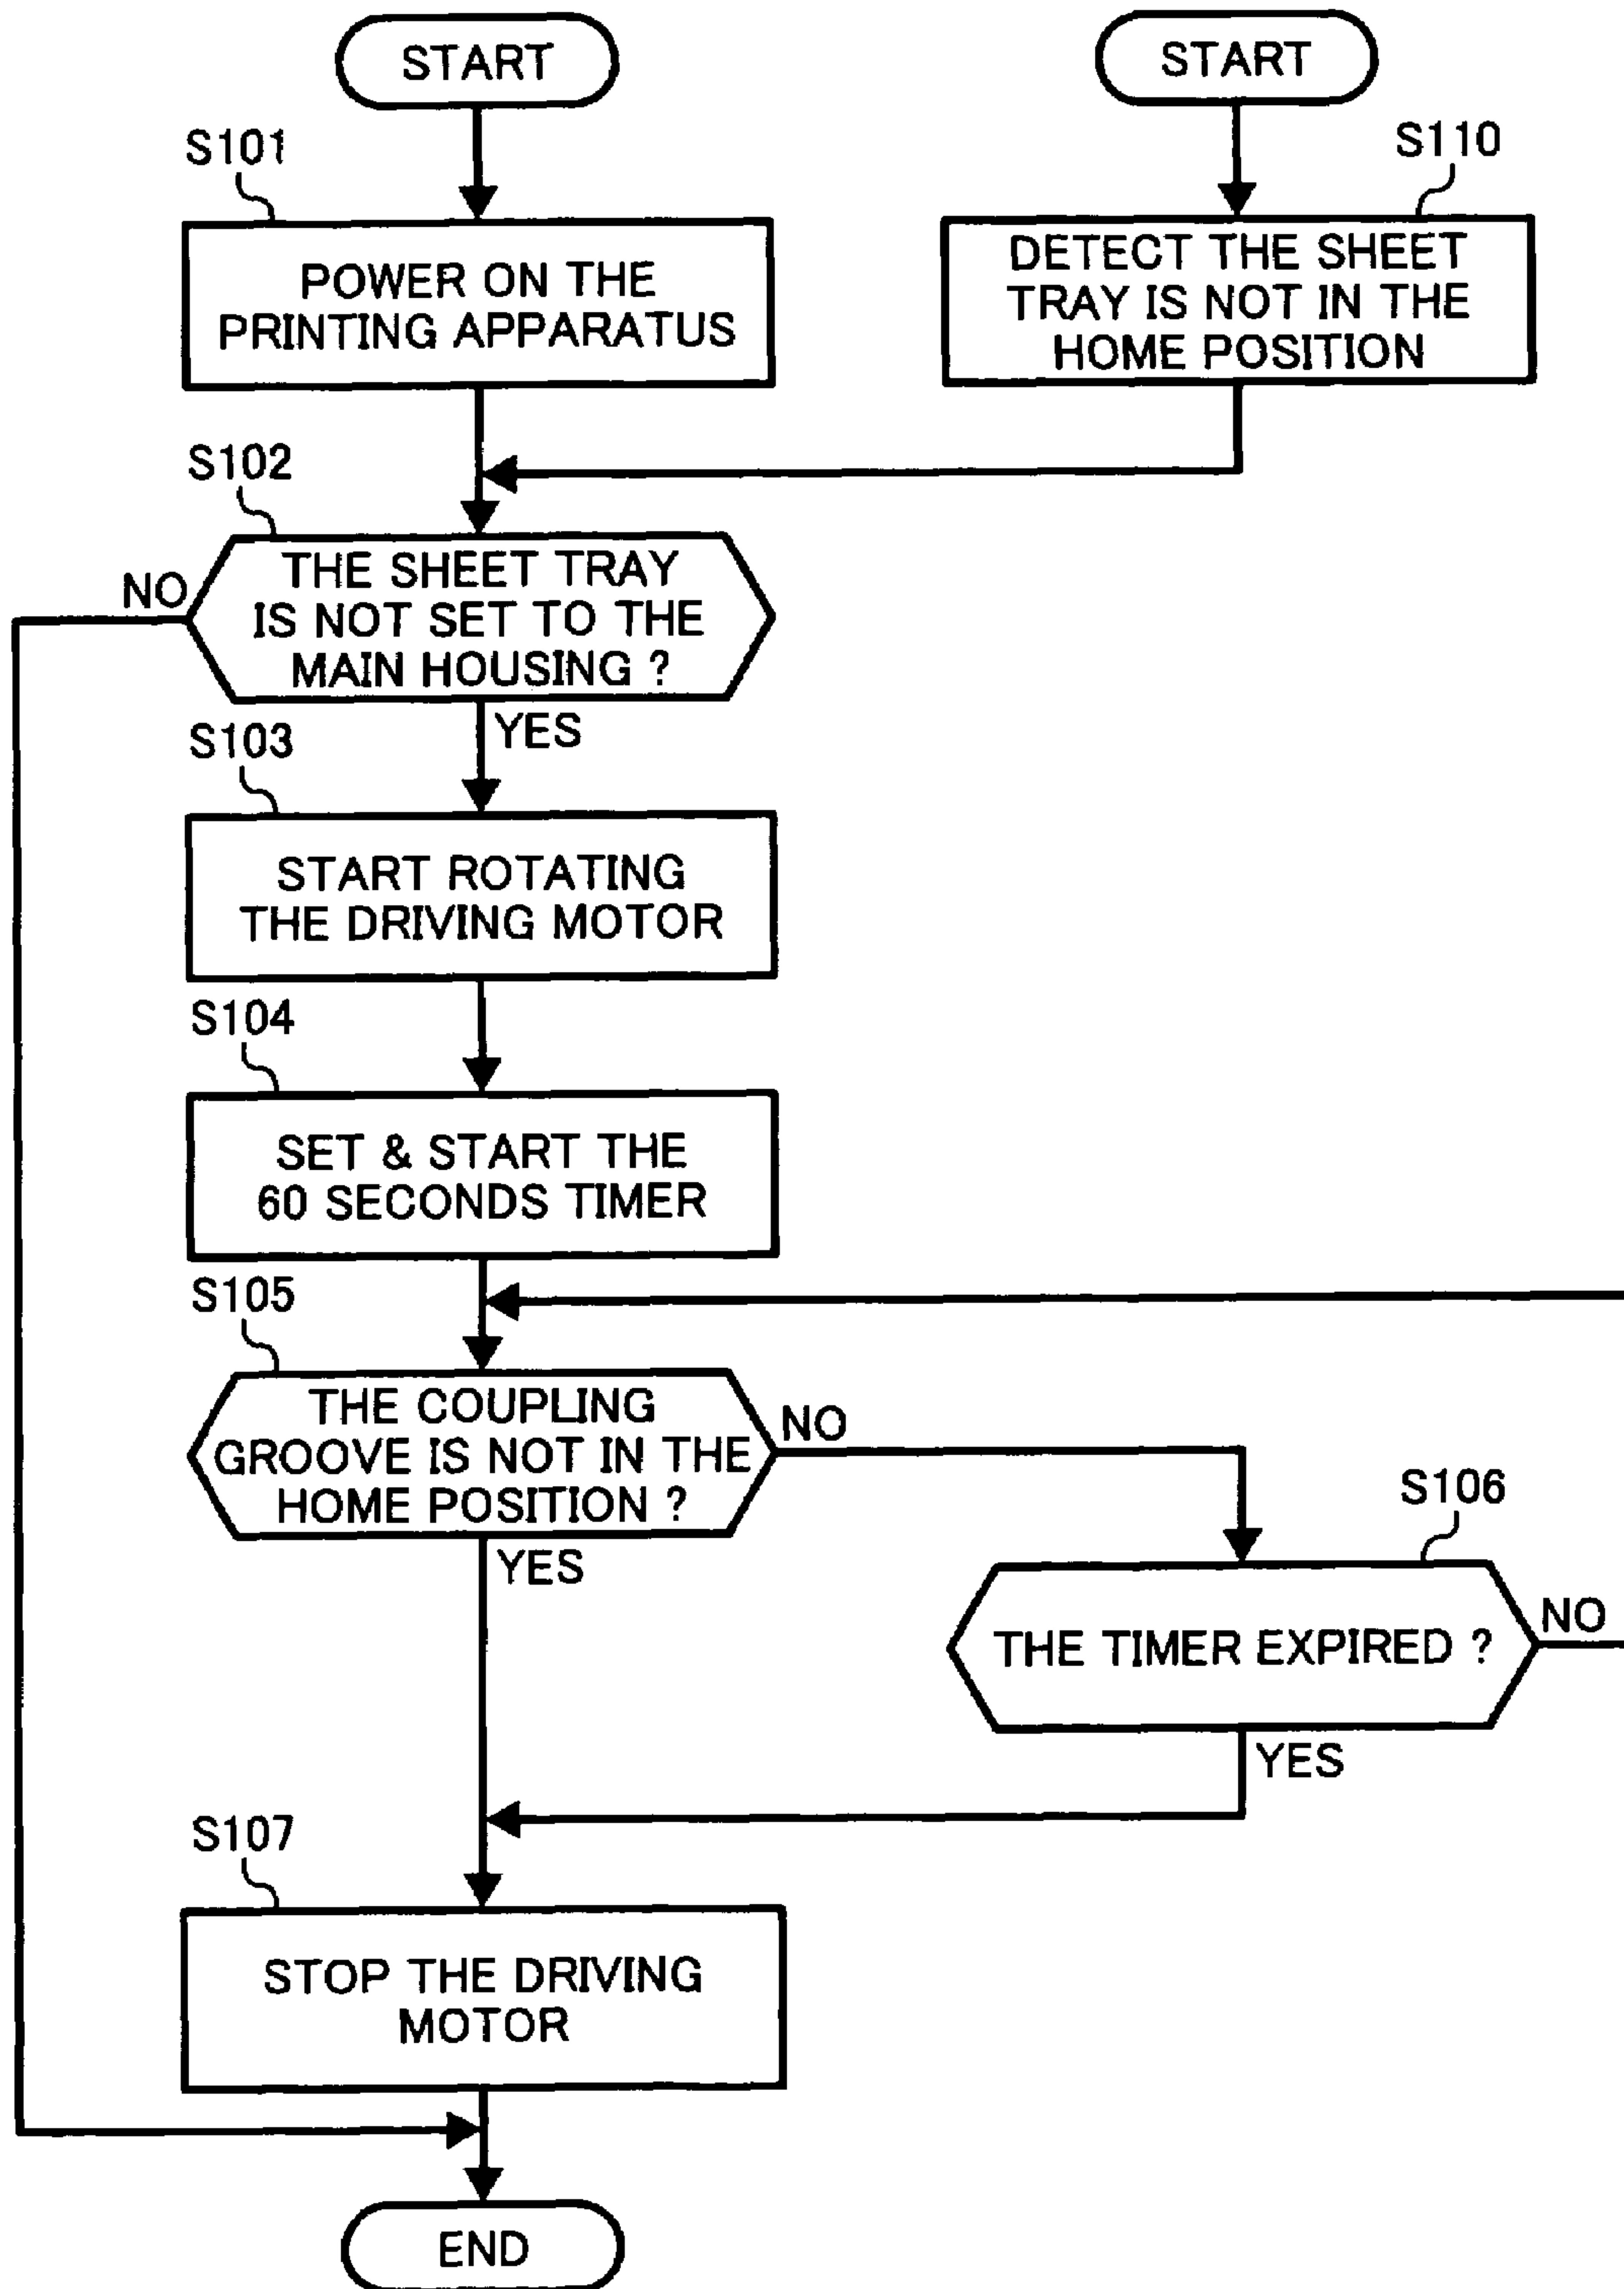 START
START
S101
S110
POWER ON THE
PRINTING APPARATUS
DETECT THE SHEET
TRAY IS NOT IN THE
HOME POSITION
S102
NO
THE SHEET TRAY
IS NOT SET TO THE
MAIN HOUSING ?
YES
S103
START ROTATING
THE DRIVING MOTOR
S104
SET & START THE
60 SECONDS TIMER
S105
THE COUPLING
GROOVE IS NOT IN THE
HOME POSITION ?
NO
YES
S106
THE TIMER EXPIRED ?
NO
YES
S107
STOP THE DRIVING
MOTOR
END